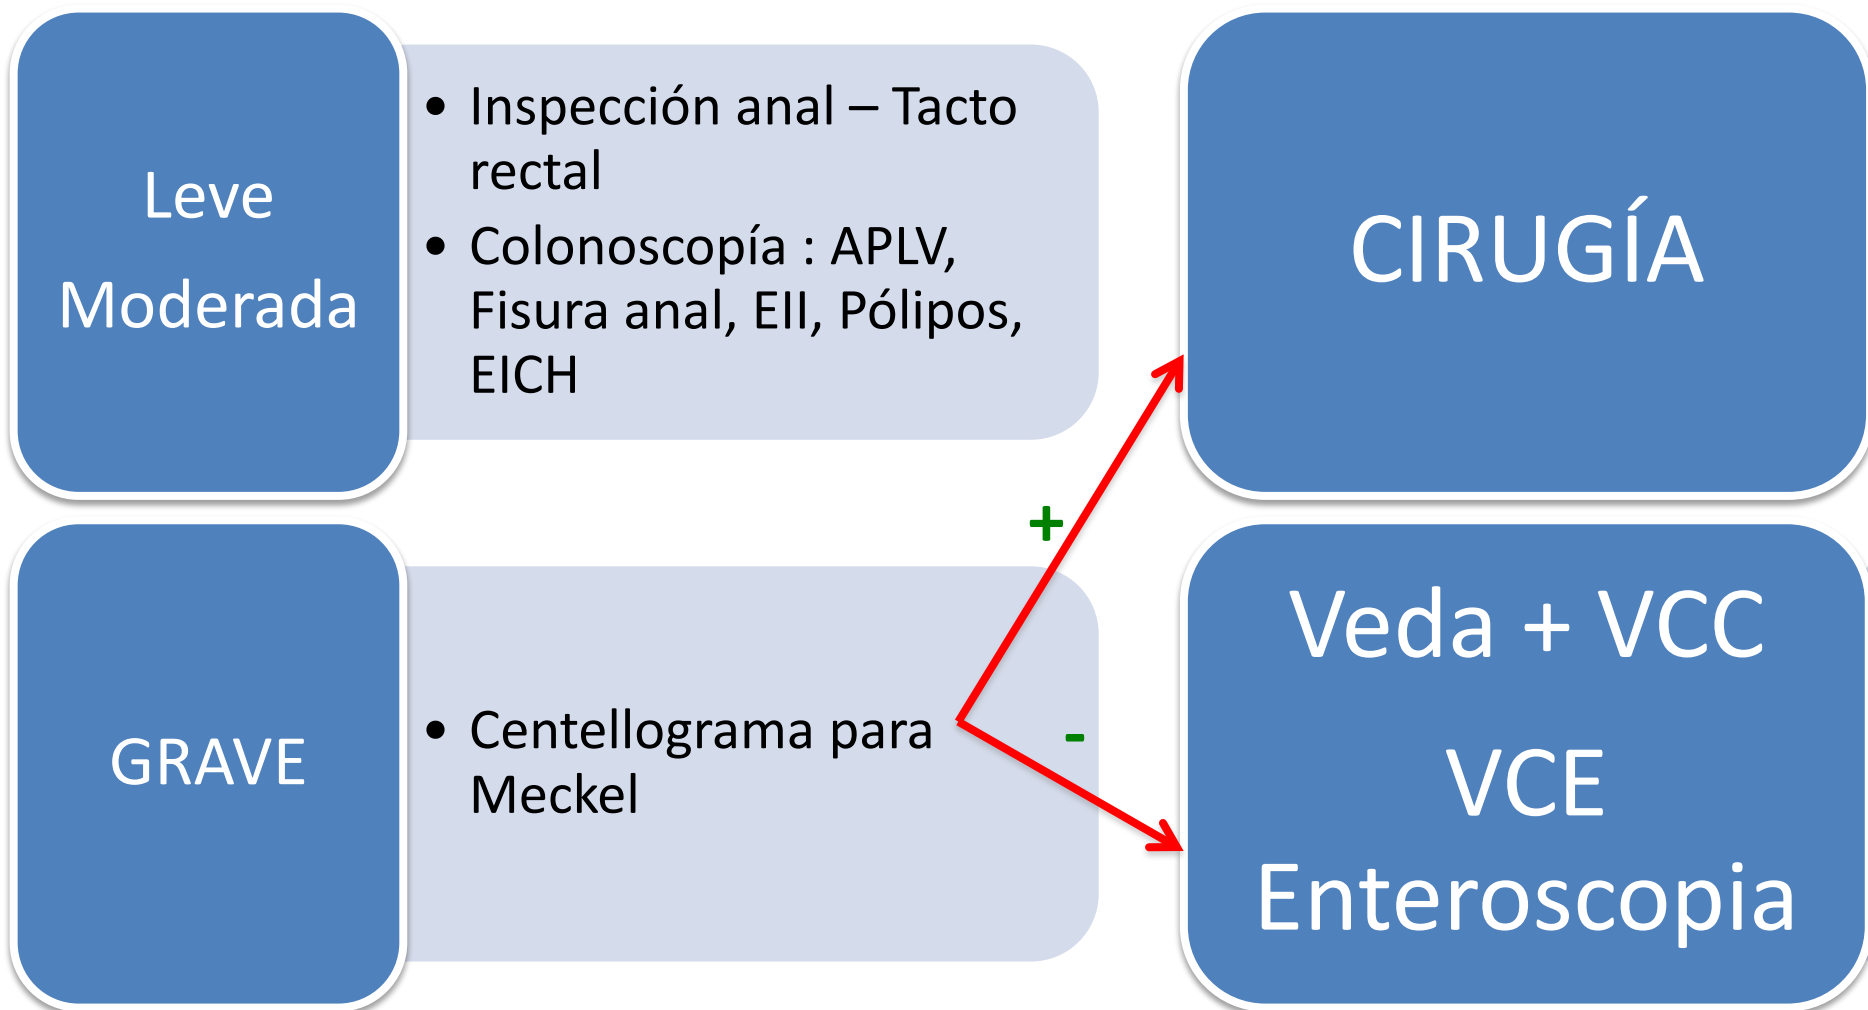 Leve
Moderada
• Inspección anal – Tacto
rectal
• Colonoscopía : APLV,
Fisura anal, EII, Pólipos,
EICH
CIRUGÍA
+
GRAVE
• Centellograma para
Meckel
-
Veda + VCC
VCE
Enteroscopia